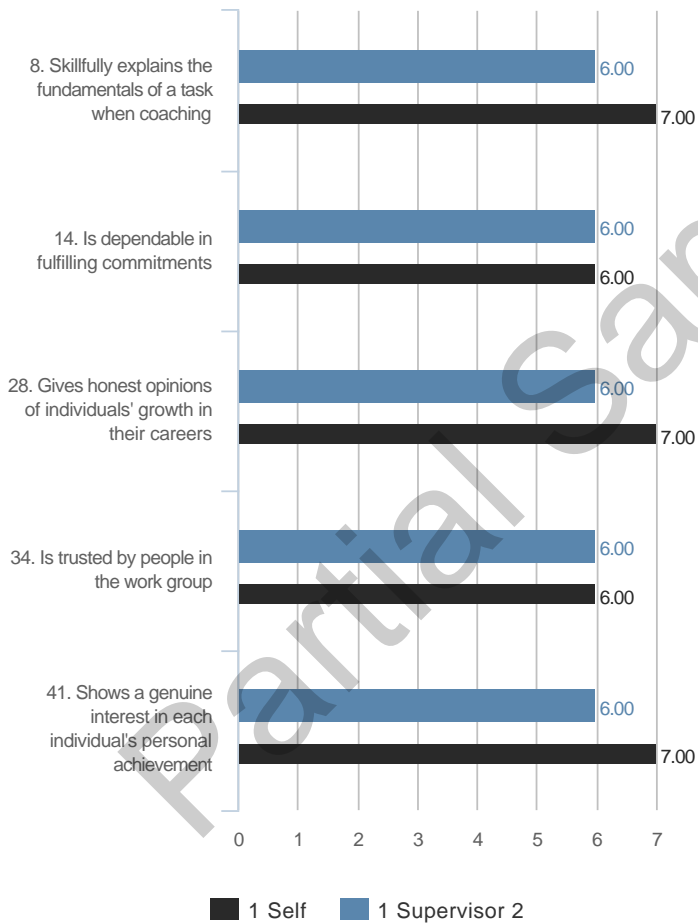 8. Skillfully explains the
fundamentals of a task
when coaching
6.00
7.00
14. Is dependable in
fulfilling commitments
6.00
6.00
28. Gives honest opinions
of individuals' growth in
their careers
6.00
7.00
34. Is trusted by people in
the work group
6.00
6.00
41. Shows a genuine
interest in each
individual's personal
achievement
6.00
7.00
0 1 2 3 4 5 6 7
1 Self 1 Supervisor 2
Partial